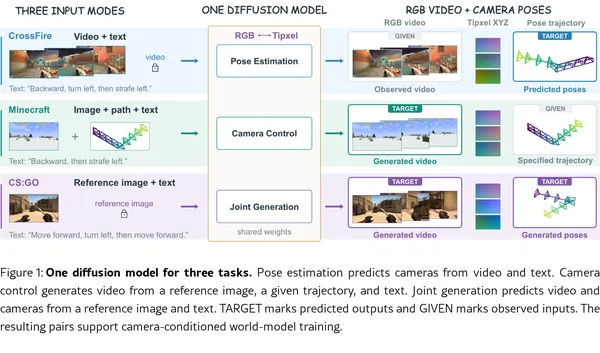 THREE INPUT MODES
ONE DIFFUSION MODEL
RGB VIDEO + CAMERA POSES
RGB ⟷ Tipxel
RGB video
Tipxel XYZ
Pose trajectory
CrossFire
Video + text
video
Text: “Backward, turn left, then strafe left.”
Pose Estimation
GIVEN
Observed video
TARGET
Predicted poses
Minecraft
Image + path + text
+
Text: “Backward, then strafe left.”
Camera Control
TARGET
Generated video
GIVEN
Specified trajectory
CS:GO
Reference image + text
reference image
Text: “Move forward, turn left, then move forward.”
Joint Generation
shared weights
TARGET
Generated video
TARGET
Generated poses
Figure 1: One diffusion model for three tasks. Pose estimation predicts cameras from video and text. Camera
control generates video from a reference image, a given trajectory, and text. Joint generation predicts video and
cameras from a reference image and text. TARGET marks predicted outputs and GIVEN marks observed inputs. The
resulting pairs support camera-conditioned world-model training.